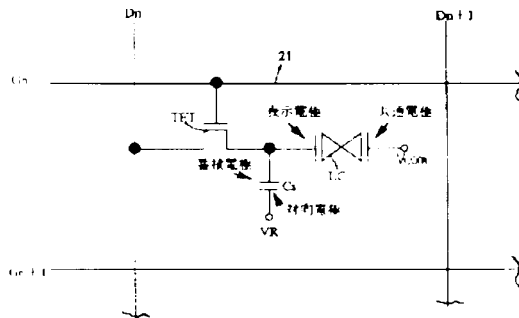 Dn
Dn+1
21
Gn
TFT
表示電極
共通電極
LC
VCOM
蓄積電極
Cs
対向電極
VR
Gn+1